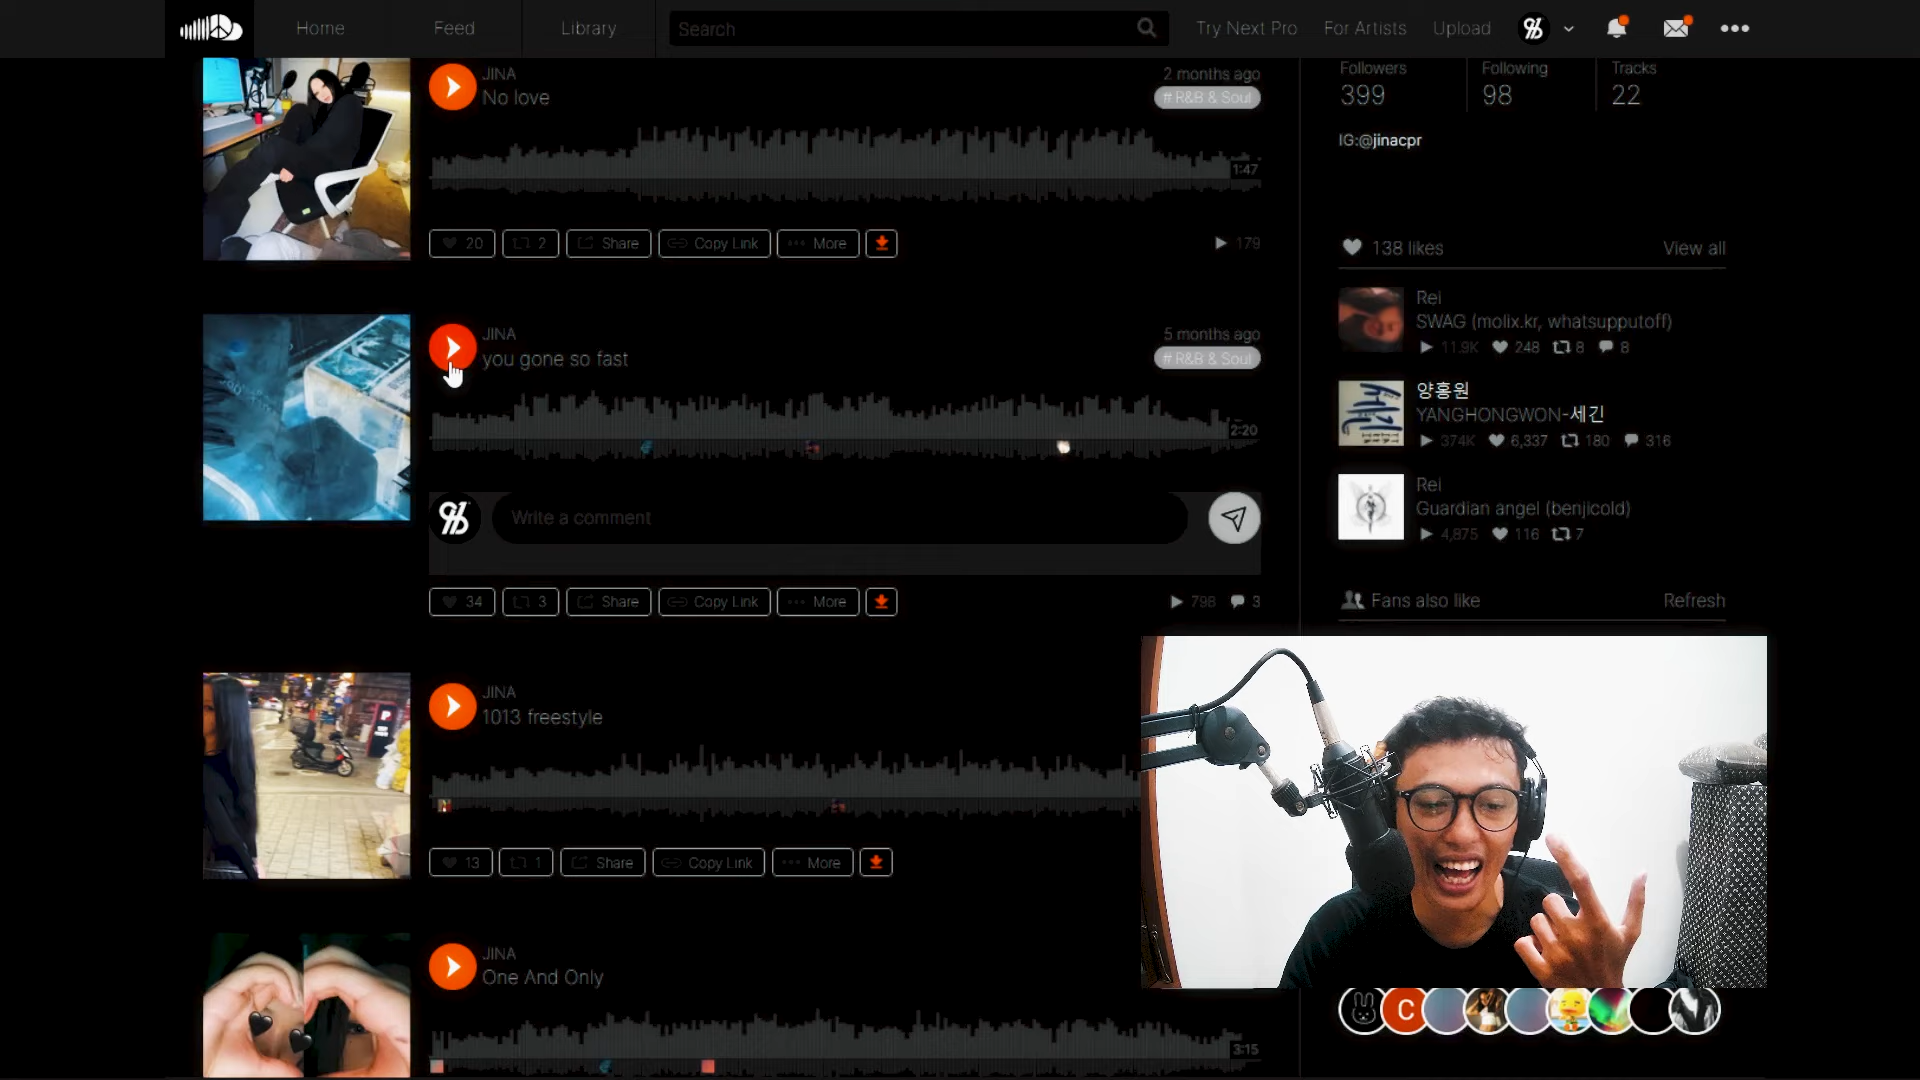 Home
Feed
Library
Search
Try Next Pro
For Artists
Upload
JINA
No love
2 months ago
# R&B & Soul
1:47
20
2
Share
Copy Link
More
179
JINA
you gone so fast
5 months ago
# R&B & Soul
2:20
Write a comment
34
3
Share
Copy Link
More
798
3
JINA
1013 freestyle
13
1
Share
Copy Link
More
JINA
One And Only
3:15
Followers
399
Following
98
Tracks
22
IG:@jinacpr
138 likes
View all
Rei
SWAG (molix.kr, whatsupputoff)
11.9K
248
8
8
양홍원
YANGHONGWON-세긴
374K
6,337
180
316
Rei
Guardian angel (benjicold)
4,875
116
7
Fans also like
Refresh
C